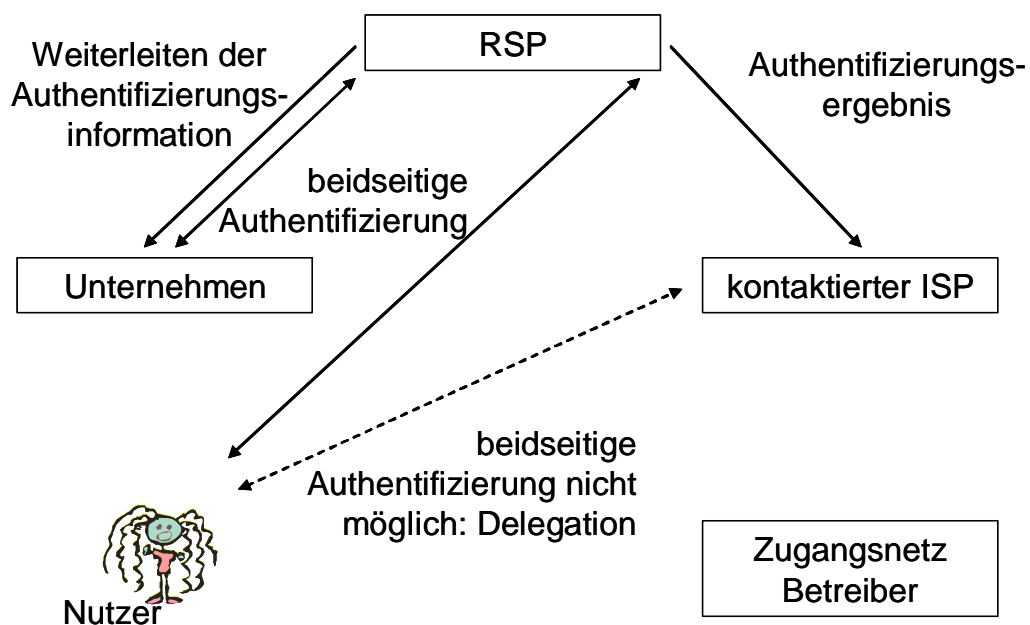 RSP
Weiterleiten der
Authentifizierungs-
information
Authentifizierungs-
ergebnis
beidseitige
Authentifizierung
Unternehmen
kontaktierter ISP
beidseitige
Authentifizierung nicht
möglich: Delegation
Zugangsnetz
Betreiber
Nutzer